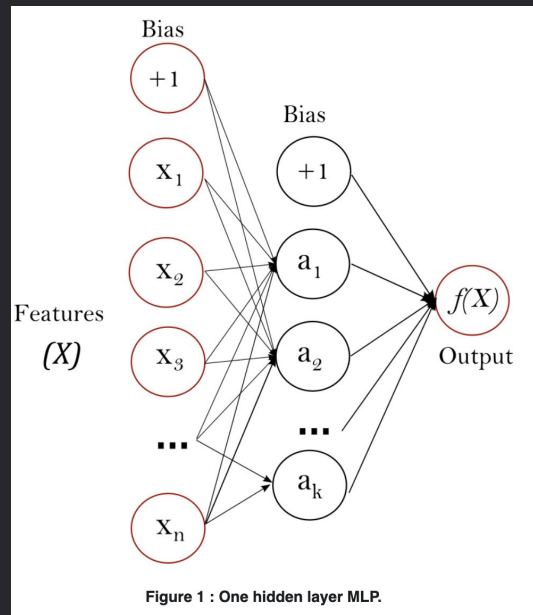 Bias
+1
x1
x2
x3
...
xn
Features
(X)
Bias
+1
a1
a2
...
ak
f(X)
Output
Figure 1 : One hidden layer MLP.